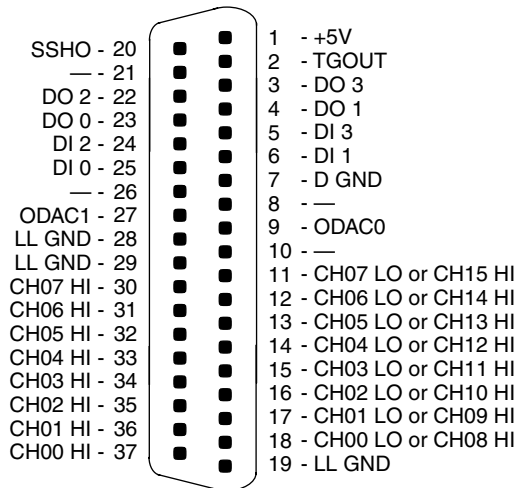 SSHO - 20
— - 21
DO 2 - 22
DO 0 - 23
DI 2 - 24
DI 0 - 25
— - 26
ODAC1 - 27
LL GND - 28
LL GND - 29
CH07 HI - 30
CH06 HI - 31
CH05 HI - 32
CH04 HI - 33
CH03 HI - 34
CH02 HI - 35
CH01 HI - 36
CH00 HI - 37
1 - +5V
2 - TGOUT
3 - DO 3
4 - DO 1
5 - DI 3
6 - DI 1
7 - D GND
8 - —
9 - ODAC0
10 - —
11 - CH07 LO or CH15 HI
12 - CH06 LO or CH14 HI
13 - CH05 LO or CH13 HI
14 - CH04 LO or CH12 HI
15 - CH03 LO or CH11 HI
16 - CH02 LO or CH10 HI
17 - CH01 LO or CH09 HI
18 - CH00 LO or CH08 HI
19 - LL GND